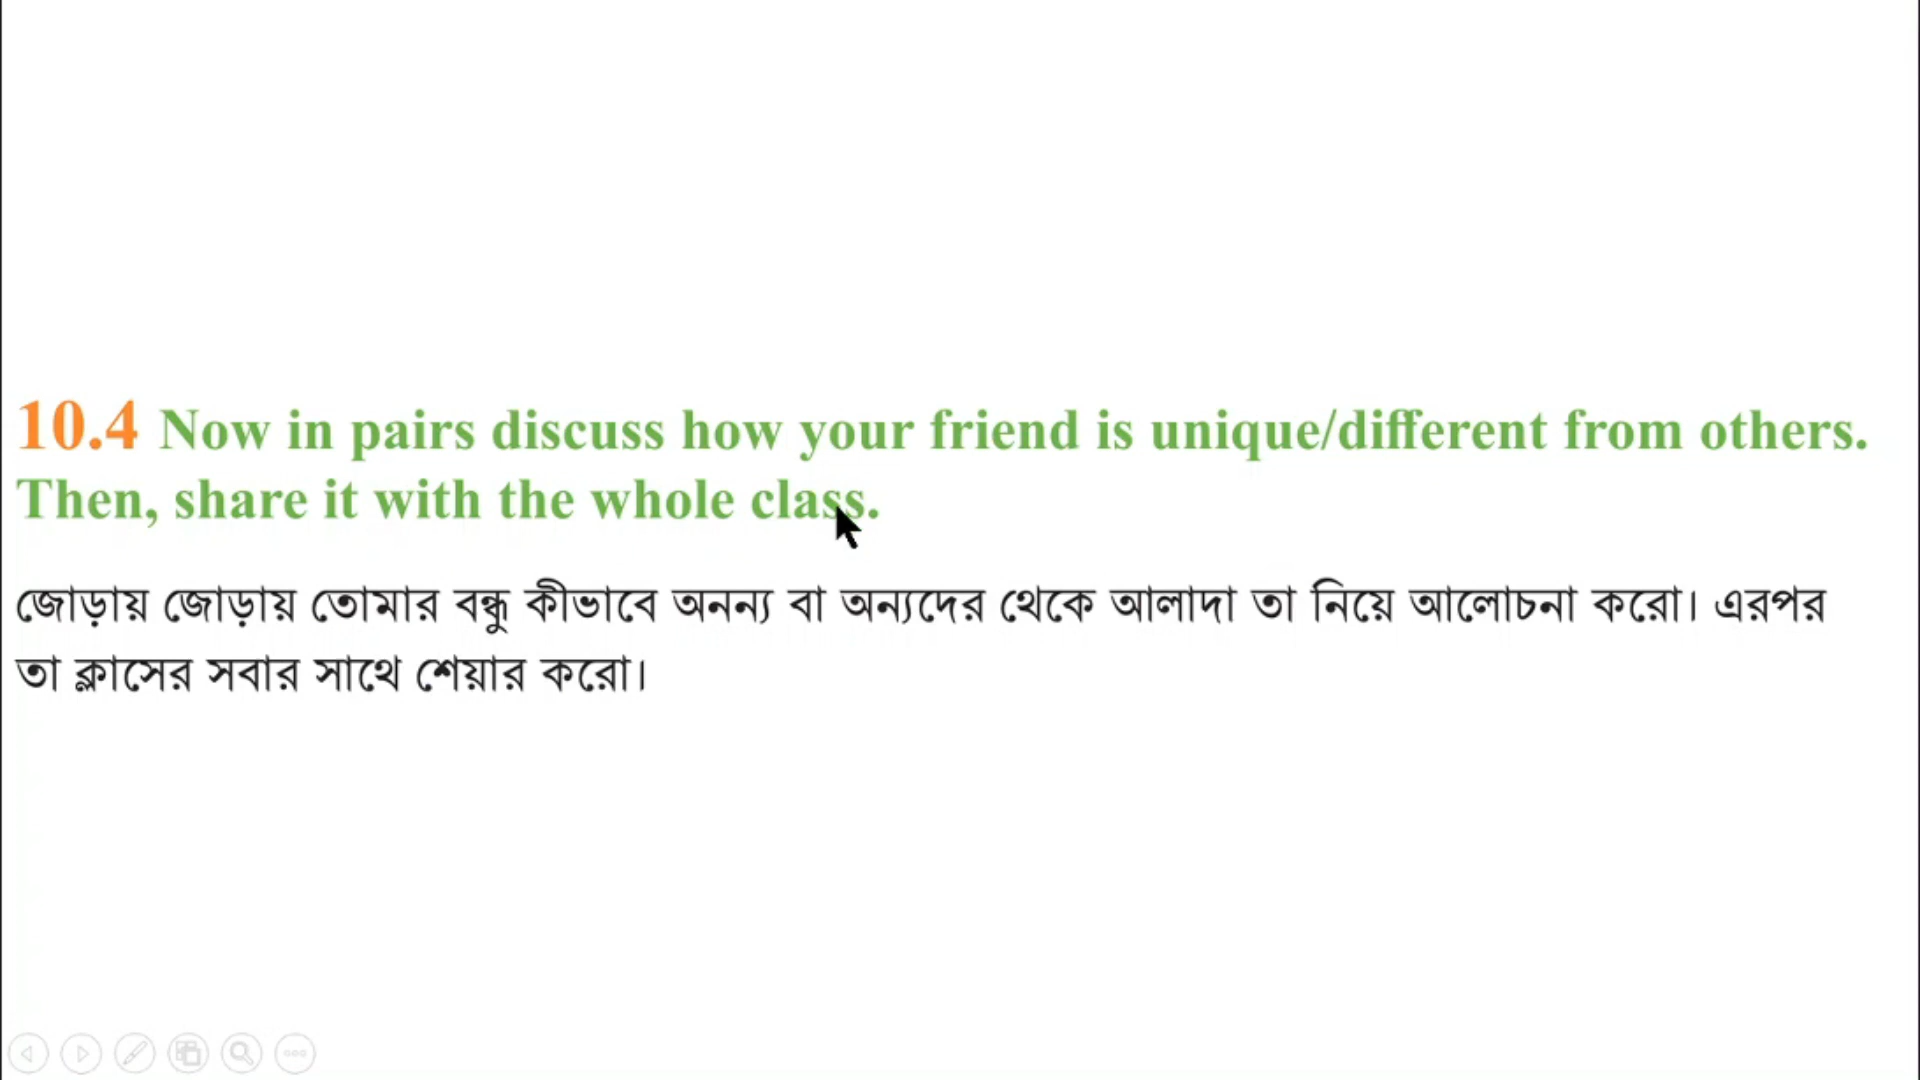 10.4 Now in pairs discuss how your friend is unique/different from others.
Then, share it with the whole class.
জোড়ায় জোড়ায় তোমার বন্ধু কীভাবে অনন্য বা অন্যদের থেকে আলাদা তা নিয়ে আলোচনা করো। এরপর
তা ক্লাসের সবার সাথে শেয়ার করো।